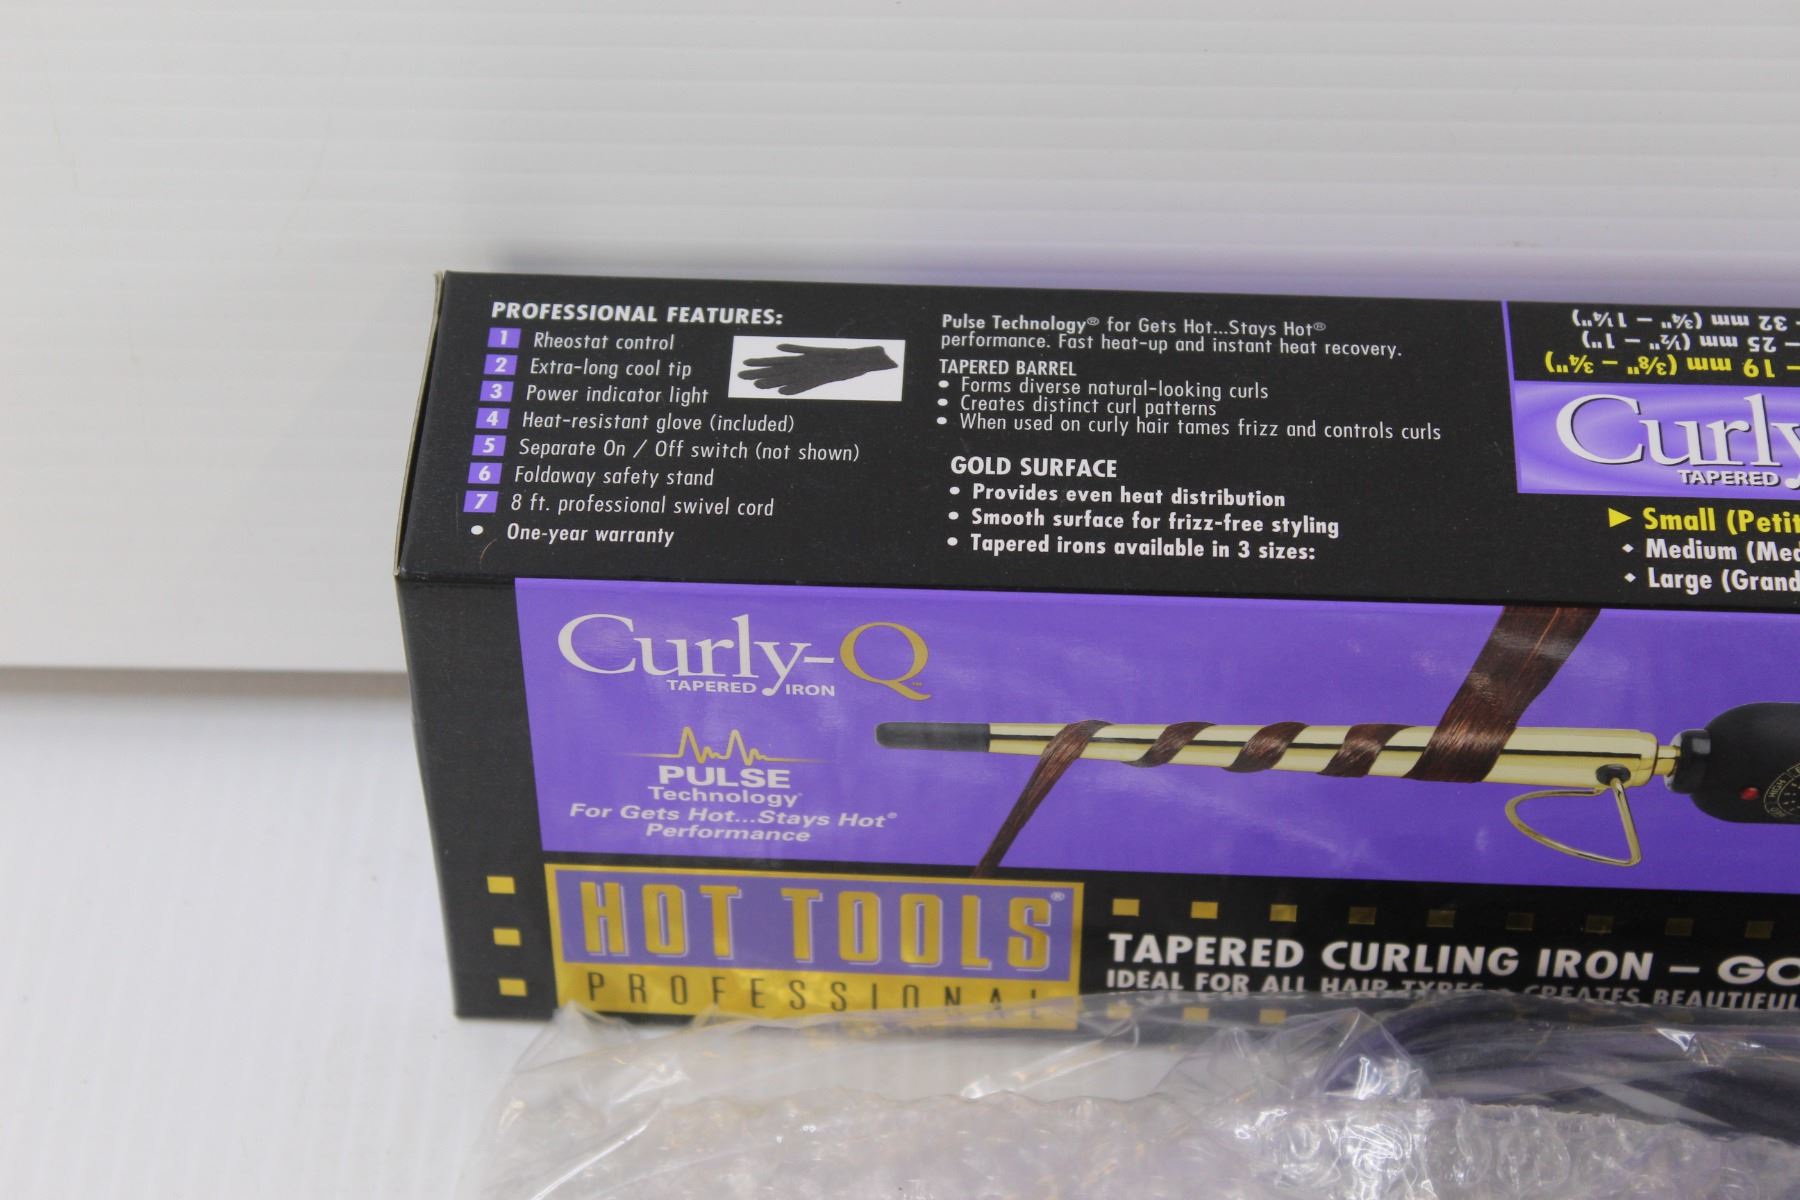 PROFESSIONAL FEATURES:
1 Rheostat control
2 Extra-long cool tip
3 Power indicator light
4 Heat-resistant glove (included)
5 Separate On / Off switch (not shown)
6 Foldaway safety stand
7 8 ft. professional swivel cord
• One-year warranty
Pulse Technology® for Gets Hot...Stays Hot®
performance. Fast heat-up and instant heat recovery.
TAPERED BARREL
• Forms diverse natural-looking curls
• Creates distinct curl patterns
• When used on curly hair tames frizz and controls curls
GOLD SURFACE
• Provides even heat distribution
• Smooth surface for frizz-free styling
• Tapered irons available in 3 sizes:
19 mm (3/8" – 3/4")
25 mm (1/2" – 1")
32 mm (3/4" – 1 1/4")
Curly
TAPERED
Small (Petit
Medium (Med
Large (Grand
Curly-Q™
TAPERED IRON
PULSE
Technology
For Gets Hot...Stays Hot®
Performance
HIGH
HOT TOOLS®
PROFESSIONAL
TAPERED CURLING IRON – GO
IDEAL FOR ALL HAIR TYPES • CREATES BEAUTIFUL